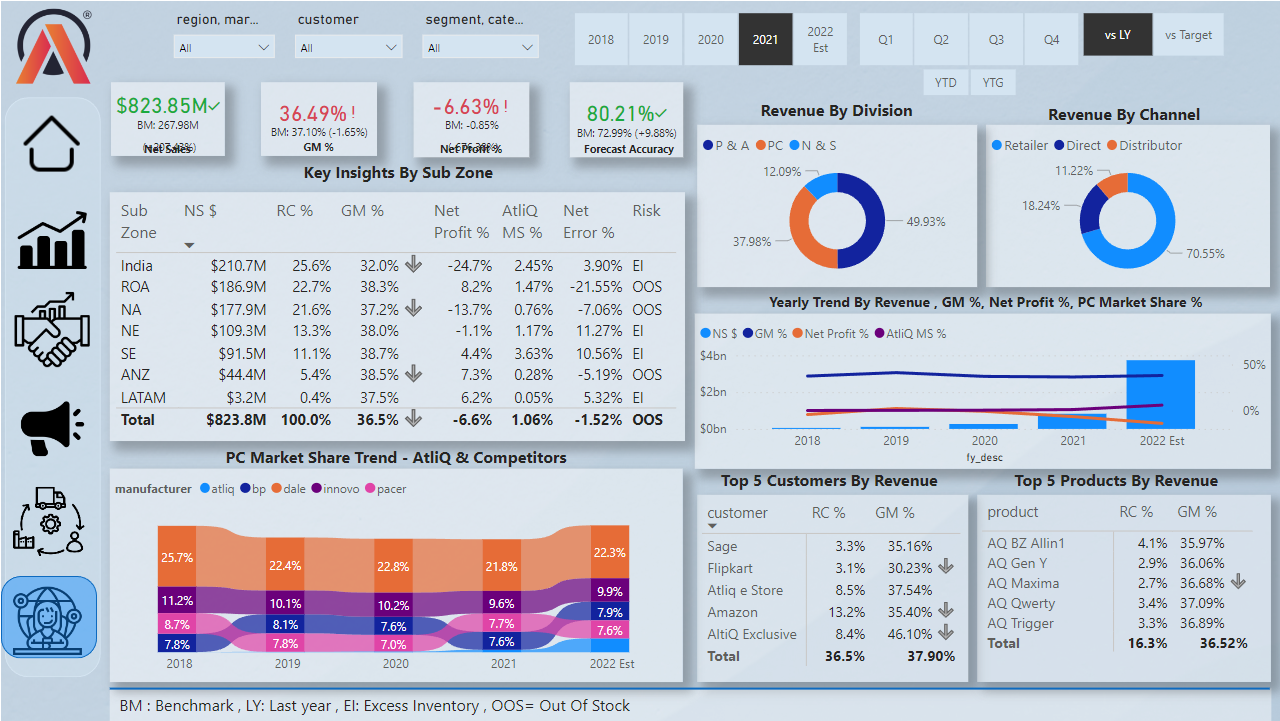 ®
region, mar...
customer
segment, cate...
All
All
All
2018
2019
2020
2021
2022
Est
Q1
Q2
Q3
Q4
vs LY
vs Target
YTD
YTG
$823.85M✓
BM: 267.98M
Net Sales
36.49% !
BM: 37.10% (-1.65%)
GM %
-6.63% !
BM: -0.85%
Net Profit %
80.21%✓
BM: 72.99% (+9.88%)
Forecast Accuracy
Key Insights By Sub Zone
Sub Zone NS $ RC % GM % Net Profit % AtliQ MS % Net Error % Risk
India $210.7M 25.6% 32.0% -24.7% 2.45% 3.90% EI
ROA $186.9M 22.7% 38.3% 8.2% 1.47% -21.55% OOS
NA $177.9M 21.6% 37.2% -13.7% 0.76% -7.06% OOS
NE $109.3M 13.3% 38.0% -1.1% 1.17% 11.27% EI
SE $91.5M 11.1% 38.7% 4.4% 3.63% 10.56% EI
ANZ $44.4M 5.4% 38.5% 7.3% 0.28% -5.19% OOS
LATAM $3.2M 0.4% 37.5% 6.2% 0.05% 5.32% EI
Total $823.8M 100.0% 36.5% -6.6% 1.06% -1.52% OOS
Revenue By Division
P & A PC N & S
12.09%
49.93%
37.98%
Revenue By Channel
Retailer Direct Distributor
11.22%
18.24%
70.55%
Yearly Trend By Revenue , GM %, Net Profit %, PC Market Share %
NS $ GM % Net Profit % AtliQ MS %
$4bn
$2bn
$0bn
50%
0%
2018 2019 2020 2021 2022 Est
fy_desc
PC Market Share Trend - AtliQ & Competitors
manufacturer atliq bp dale innovo pacer
25.7% 22.4% 22.8% 21.8% 22.3%
11.2% 10.1% 10.2% 9.6% 9.9%
8.7% 8.1% 7.6% 7.7% 7.9%
7.8% 7.8% 7.0% 7.6% 7.6%
2018 2019 2020 2021 2022 Est
Top 5 Customers By Revenue
customer RC % GM %
Sage 3.3% 35.16%
Flipkart 3.1% 30.23%
Atliq e Store 8.5% 37.54%
Amazon 13.2% 35.40%
AltiQ Exclusive 8.4% 46.10%
Total 36.5% 37.90%
Top 5 Products By Revenue
product RC % GM %
AQ BZ Allin1 4.1% 35.97%
AQ Gen Y 2.9% 36.06%
AQ Maxima 2.7% 36.68%
AQ Qwerty 3.4% 37.09%
AQ Trigger 3.3% 36.89%
Total 16.3% 36.52%
BM : Benchmark , LY: Last year , EI: Excess Inventory , OOS= Out Of Stock